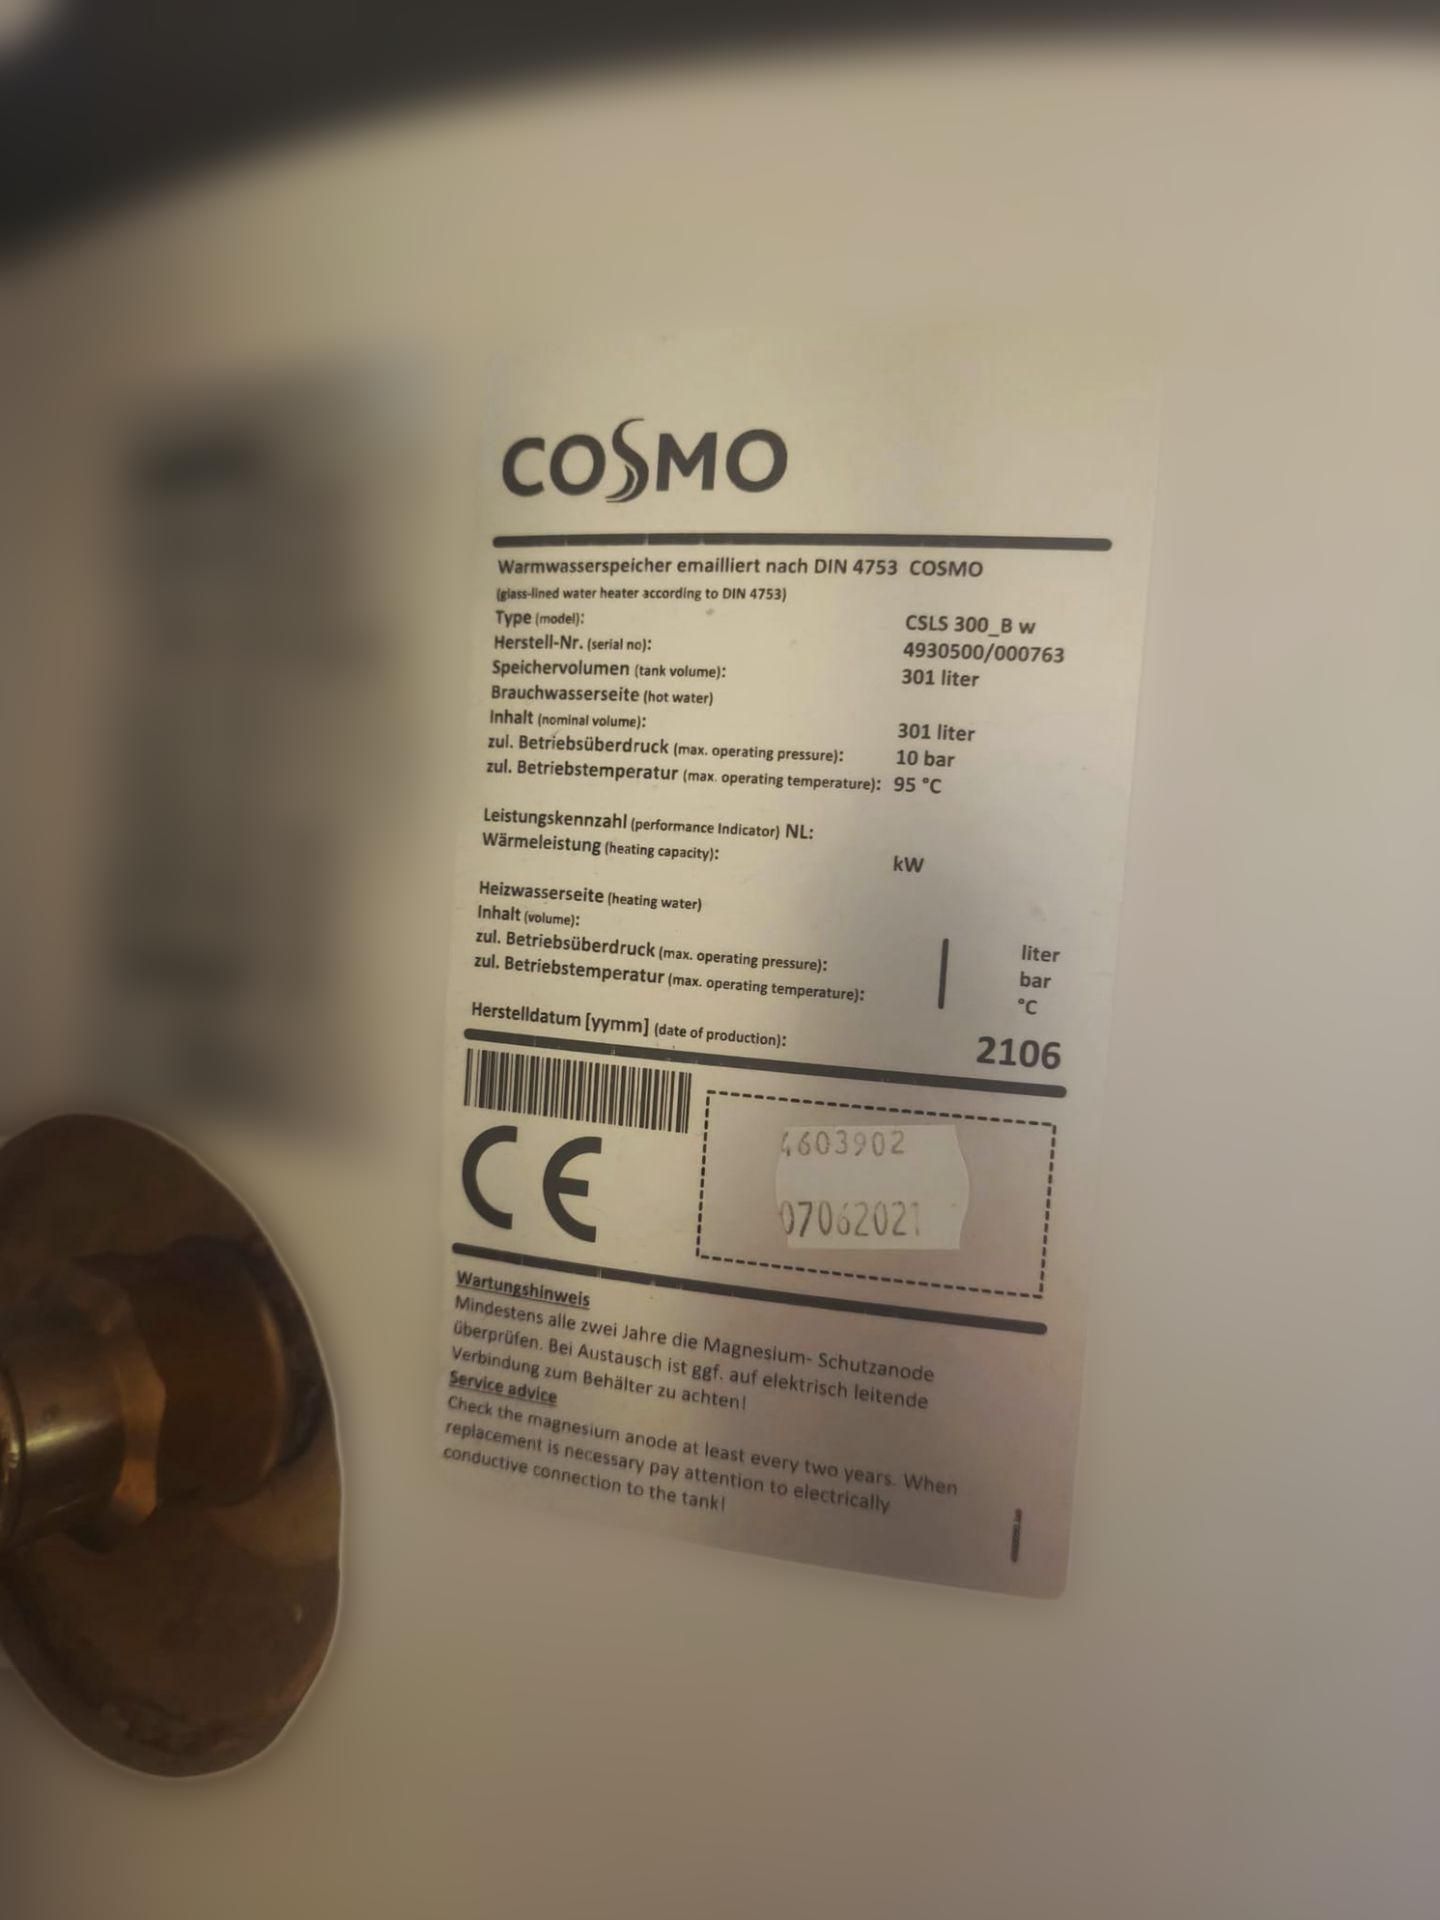 COSMO
Warmwasserspeicher emailliert nach DIN 4753 COSMO
(glass-lined water heater according to DIN 4753)
Type (model): CSLS 300_B w
Herstell-Nr. (serial no): 4930500/000763
Speichervolumen (tank volume): 301 liter
Brauchwasserseite (hot water)
Inhalt (nominal volume): 301 liter
zul. Betriebsüberdruck (max. operating pressure): 10 bar
zul. Betriebstemperatur (max. operating temperature): 95 °C
Leistungskennzahl (performance Indicator) NL:
Wärmeleistung (heating capacity): kW
Heizwasserseite (heating water)
Inhalt (volume): liter
zul. Betriebsüberdruck (max. operating pressure): bar
zul. Betriebstemperatur (max. operating temperature): °C
Herstelldatum [yymm] (date of production): 2106
CE
4603902
07062021
Wartungshinweis
Mindestens alle zwei Jahre die Magnesium- Schutzanode
überprüfen. Bei Austausch ist ggf. auf elektrisch leitende
Verbindung zum Behälter zu achten!
Service advice
Check the magnesium anode at least every two years. When
replacement is necessary pay attention to electrically
conductive connection to the tank!